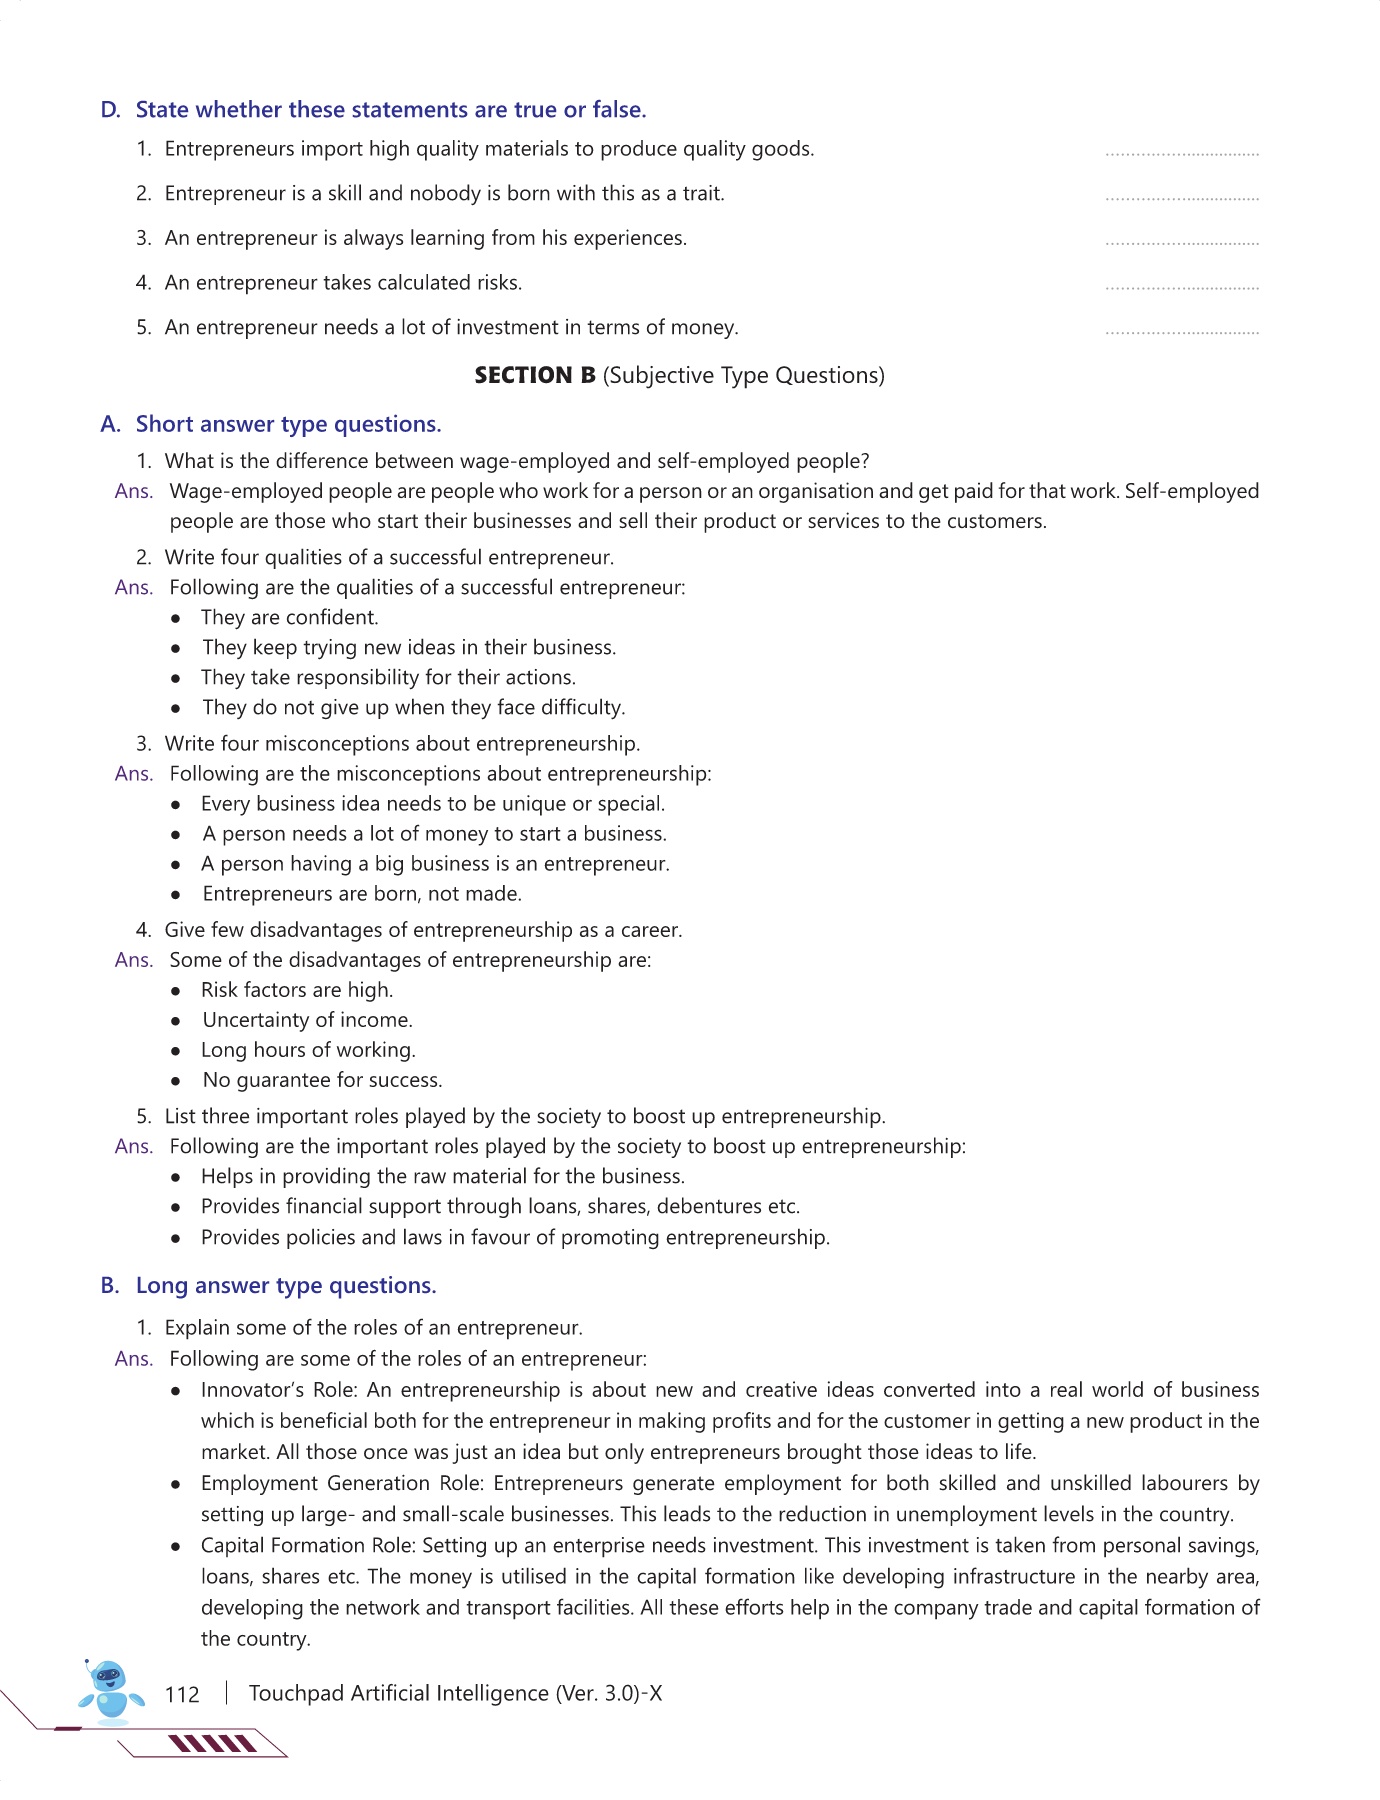 D. State whether these statements are true or false.
1. Entrepreneurs import high quality materials to produce quality goods. ..............................
2. Entrepreneur is a skill and nobody is born with this as a trait. ..............................
3. An entrepreneur is always learning from his experiences. ..............................
4. An entrepreneur takes calculated risks. ..............................
5. An entrepreneur needs a lot of investment in terms of money. ..............................
SECTION B (Subjective Type Questions)
A. Short answer type questions.
1. What is the difference between wage-employed and self-employed people?
Ans. Wage-employed people are people who work for a person or an organisation and get paid for that work. Self-employed
people are those who start their businesses and sell their product or services to the customers.
2. Write four qualities of a successful entrepreneur.
Ans. Following are the qualities of a successful entrepreneur:
● They are confident.
● They keep trying new ideas in their business.
● They take responsibility for their actions.
● They do not give up when they face difficulty.
3. Write four misconceptions about entrepreneurship.
Ans. Following are the misconceptions about entrepreneurship:
● Every business idea needs to be unique or special.
● A person needs a lot of money to start a business.
● A person having a big business is an entrepreneur.
● Entrepreneurs are born, not made.
4. Give few disadvantages of entrepreneurship as a career.
Ans. Some of the disadvantages of entrepreneurship are:
● Risk factors are high.
● Uncertainty of income.
● Long hours of working.
● No guarantee for success.
5. List three important roles played by the society to boost up entrepreneurship.
Ans. Following are the important roles played by the society to boost up entrepreneurship:
● Helps in providing the raw material for the business.
● Provides financial support through loans, shares, debentures etc.
● Provides policies and laws in favour of promoting entrepreneurship.
B. Long answer type questions.
1. Explain some of the roles of an entrepreneur.
Ans. Following are some of the roles of an entrepreneur:
● Innovator’s Role: An entrepreneurship is about new and creative ideas converted into a real world of business
which is beneficial both for the entrepreneur in making profits and for the customer in getting a new product in the
market. All those once was just an idea but only entrepreneurs brought those ideas to life.
● Employment Generation Role: Entrepreneurs generate employment for both skilled and unskilled labourers by
setting up large- and small-scale businesses. This leads to the reduction in unemployment levels in the country.
● Capital Formation Role: Setting up an enterprise needs investment. This investment is taken from personal savings,
loans, shares etc. The money is utilised in the capital formation like developing infrastructure in the nearby area,
developing the network and transport facilities. All these efforts help in the company trade and capital formation of
the country.
112 | Touchpad Artificial Intelligence (Ver. 3.0)-X